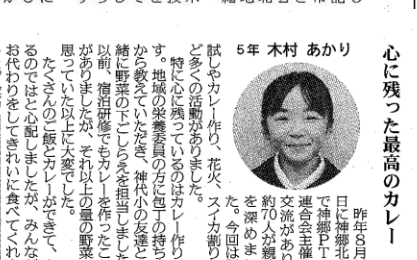 心に残った最高のカレー
5年 木村 あかり
昨年8月
日に神郷北
で神郷PT
連合会主催
交流があり
約70人が親
を深めま
た。今回は
試しやカレー作り、花火、スイカ割り
ど多くの活動がありました。
特に心に残っているのはカレー作り
す。地域の栄養委員の方に包丁の持ち
から教えていただき、神代小の友達と
緒に野菜の下ごしらえを担当しました
以前、宿泊研修でもカレーを作ったこ
がありましたが、それ以上の量の野菜
思っていた以上に大変でした。
たくさんのご飯とカレーができて、
るのではと心配しましたが、みんな
お代わりをしてきれいに食べてくれ